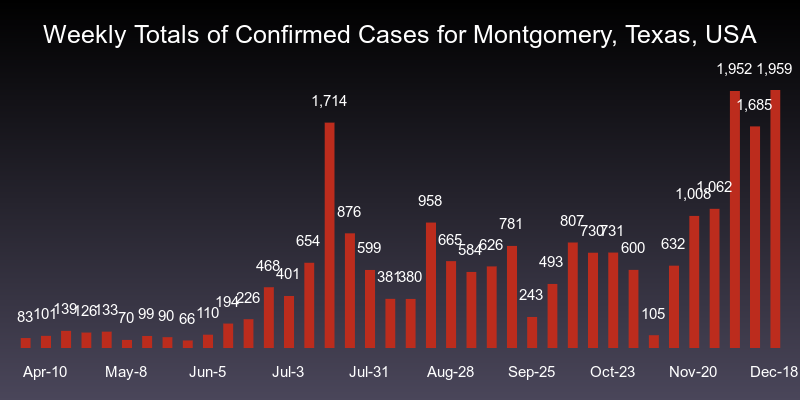 Weekly Totals of Confirmed Cases for Montgomery, Texas, USA
83 101 139 126 133 70 99 90 66 110 194 226 468 401 654 1,714 876 599 381 380 958 665 584 626 781 243 493 807 730 731 600 105 632 1,008 1,062 1,952 1,685 1,959
Apr-10 May-8 Jun-5 Jul-3 Jul-31 Aug-28 Sep-25 Oct-23 Nov-20 Dec-18